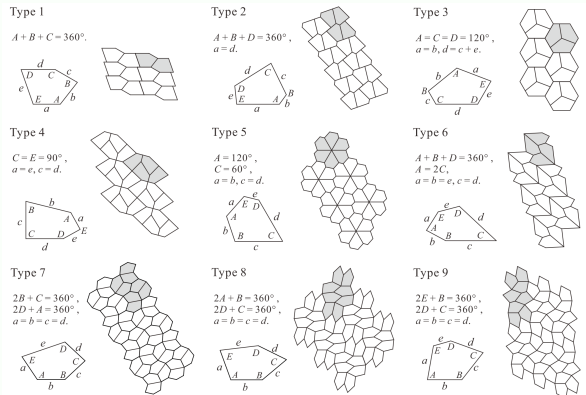 Type 1
A + B + C = 360°.
d
D C c
B
e
E A b
a
Type 2
A + B + D = 360° ,
a = d.
d
C c
D
e B
E A b
a
Type 3
A = C = D = 120° ,
a = b, d = c + e.
a
b A E
B e
c C D
d
Type 4
C = E = 90° ,
a = e, c = d.
b
B A a
c E
C D e
d
Type 5
A = 120° ,
C = 60° ,
a = b, c = d.
e
a E D
A d
b B C
c
Type 6
A + B + D = 360° ,
A = 2C,
a = b = e, c = d.
e
a E D d
A
b B C
c
Type 7
2B + C = 360° ,
2D + A = 360° ,
a = b = c = d.
e
D d
E C
a A B c
b
Type 8
2A + B = 360° ,
2D + C = 360° ,
a = b = c = d.
e
D d
E C
a A B c
b
Type 9
2E + B = 360° ,
2D + C = 360° ,
a = b = c = d.
e
E D d
C
a A B c
b